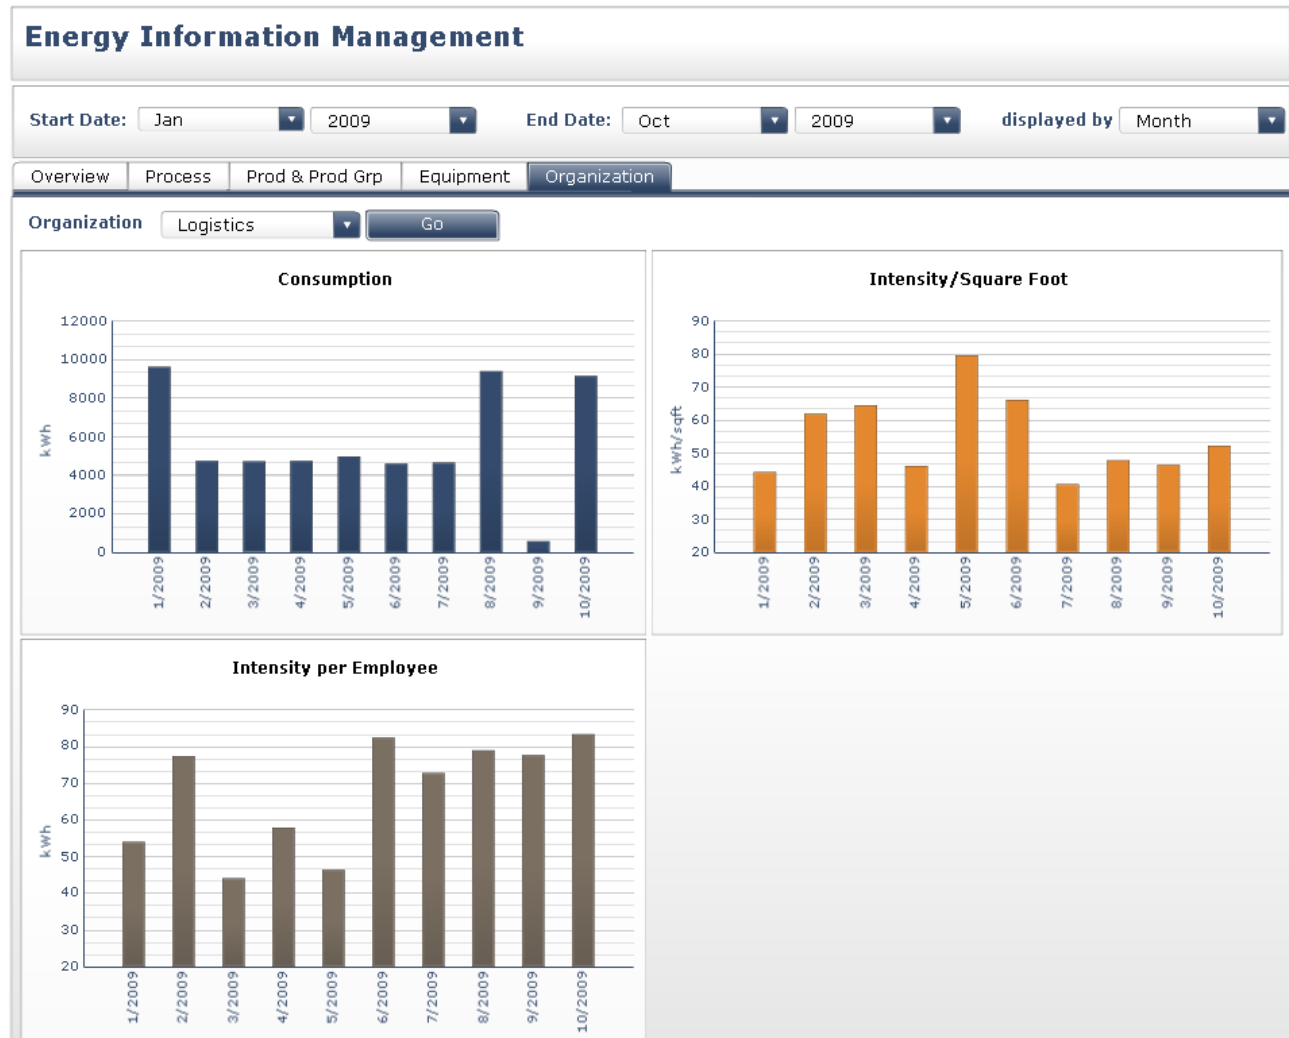 Energy Information Management
Start Date: Jan 2009 End Date: Oct 2009 displayed by Month
Overview Process Prod & Prod Grp Equipment Organization
Organization Logistics Go
Consumption
12000
10000
8000
6000
4000
2000
0
kWh
1/2009 2/2009 3/2009 4/2009 5/2009 6/2009 7/2009 8/2009 9/2009 10/2009
Intensity/Square Foot
90
80
70
60
50
40
30
20
kWh/sqft
1/2009 2/2009 3/2009 4/2009 5/2009 6/2009 7/2009 8/2009 9/2009 10/2009
Intensity per Employee
90
80
70
60
50
40
30
20
kWh
1/2009 2/2009 3/2009 4/2009 5/2009 6/2009 7/2009 8/2009 9/2009 10/2009